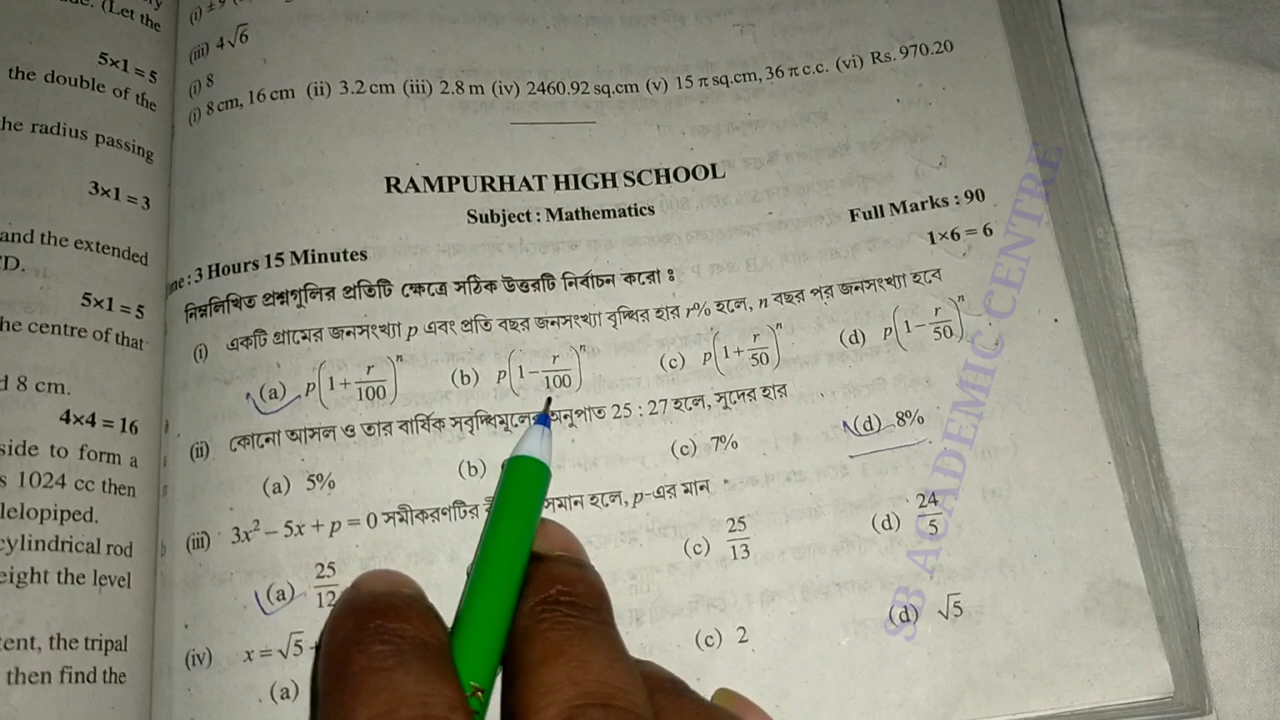 (Let the
5×1 = 5
the double of the
he radius passing
3×1 = 3
and the extended
CD.
5×1 = 5
he centre of that
8 cm.
4×4 = 16
side to form a
s 1024 cc then
lelopiped.
cylindrical rod
eight the level
ent, the tripal
then find the
(i) ±9
(iii) 4√6
(i) 8
(i) 8 cm, 16 cm (ii) 3.2 cm (iii) 2.8 m (iv) 2460.92 sq.cm (v) 15 π sq.cm, 36 π c.c. (vi) Rs. 970.20
RAMPURHAT HIGH SCHOOL
Subject : Mathematics
me : 3 Hours 15 Minutes Full Marks : 90
নিম্নলিখিত প্রশ্নগুলির প্রতিটি ক্ষেত্রে সঠিক উত্তরটি নির্বাচন করো ঃ 1×6 = 6
(i) একটি গ্রামের জনসংখ্যা p এবং প্রতি বছর জনসংখ্যা বৃদ্ধির হার r% হলে, n বছর পর জনসংখ্যা হবে
(a) p(1 + r/100)^n (b) p(1 − r/100)^n (c) p(1 + r/50)^n (d) p(1 − r/50)^n
(ii) কোনো আসল ও তার বার্ষিক সবৃদ্ধিমূলের অনুপাত 25 : 27 হলে, সুদের হার
(a) 5% (b) (c) 7% (d) 8%
(iii) 3x² − 5x + p = 0 সমীকরণটির সমান হলে, p-এর মান
(a) 25/12 (c) 25/13 (d) 24/5
(iv) x = √5
(a) (c) 2 (d) √5
SB ACADEMIC CENTRE